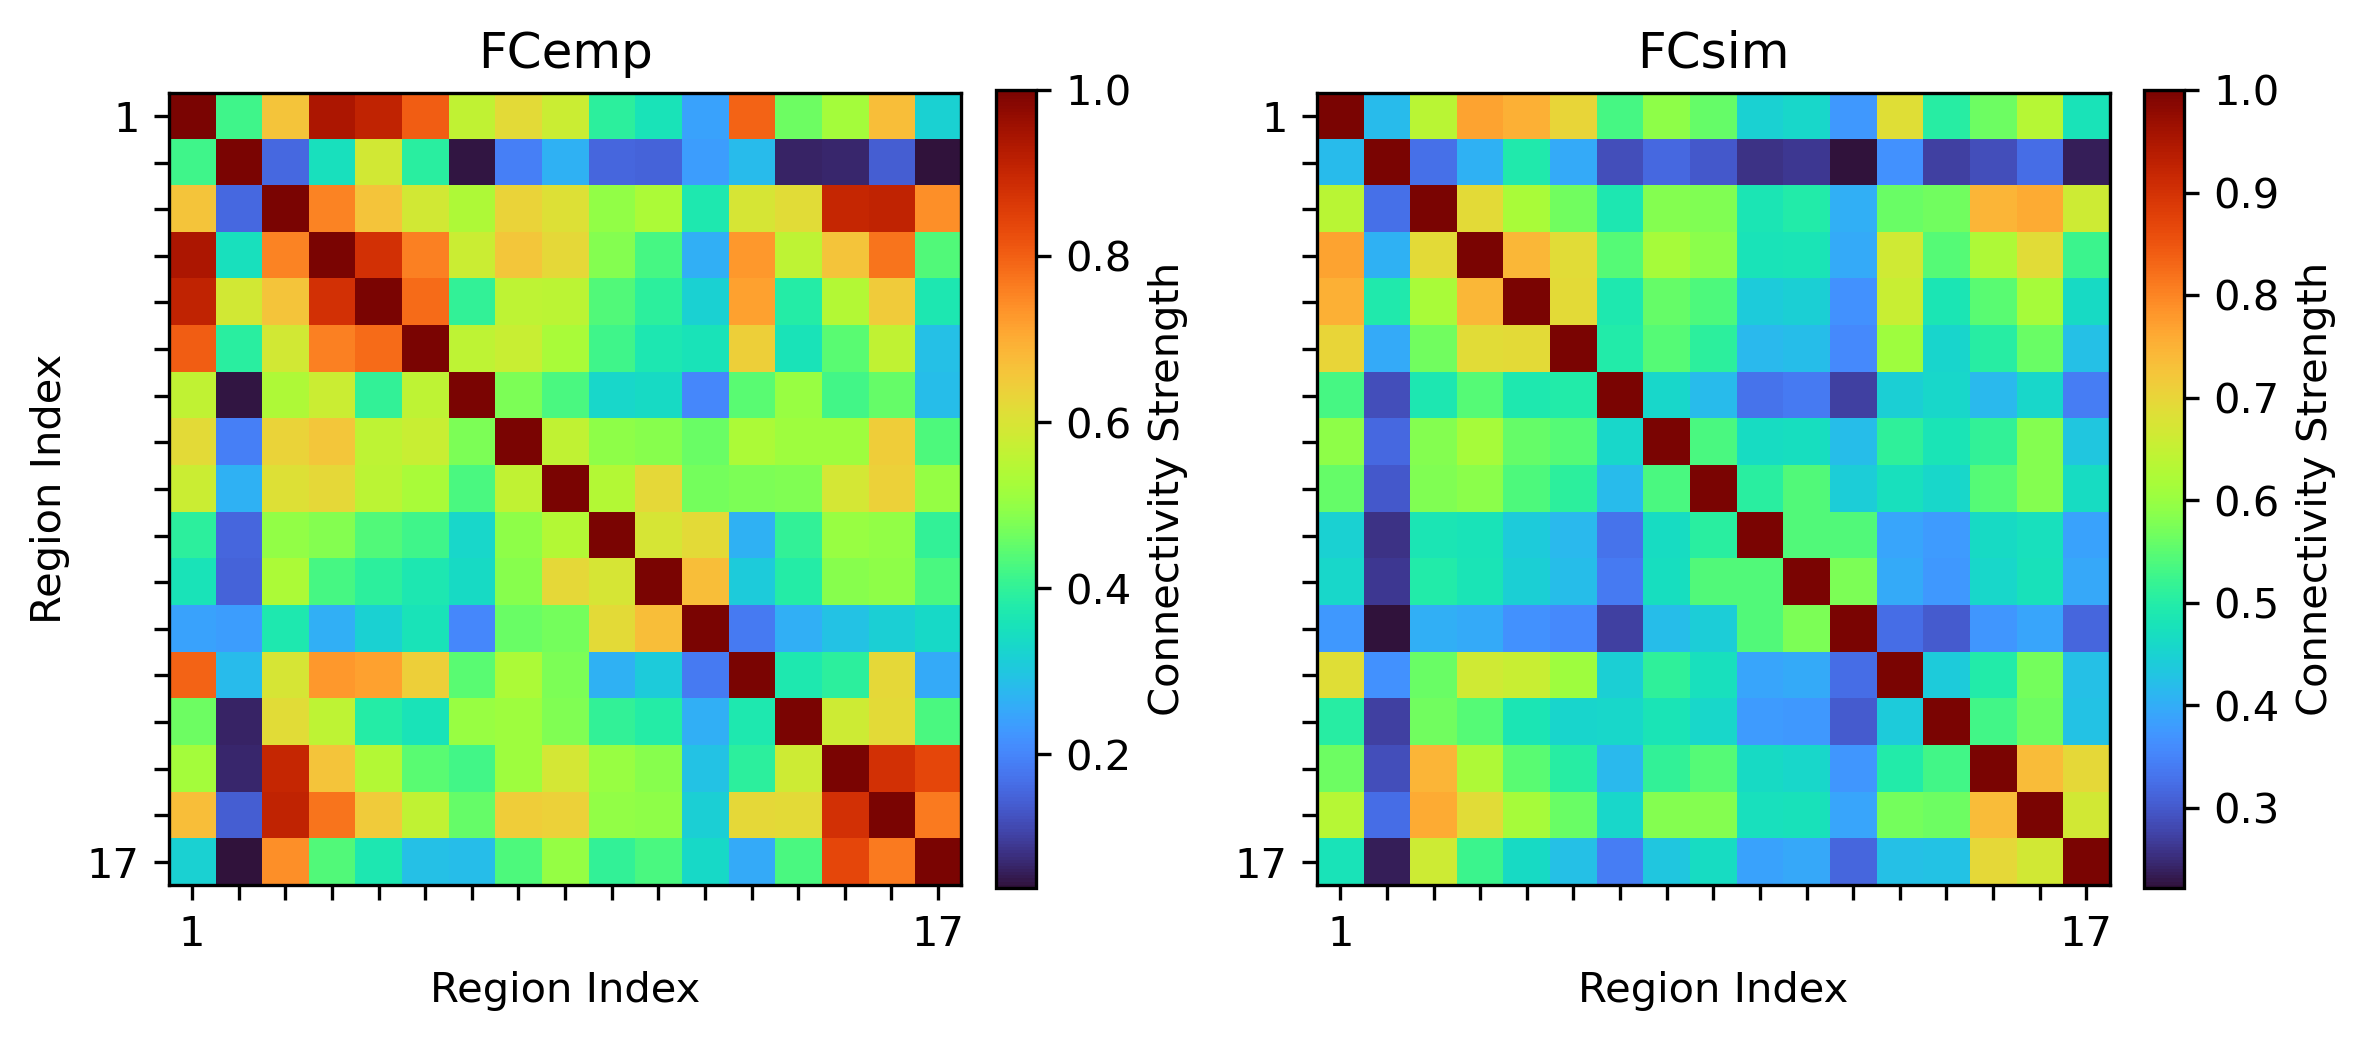 FCemp
FCsim
1
17
1
17
Region Index
Region Index
1.0
0.8
0.6
0.4
0.2
Connectivity Strength
1
17
1
17
Region Index
Region Index
1.0
0.9
0.8
0.7
0.6
0.5
0.4
0.3
Connectivity Strength